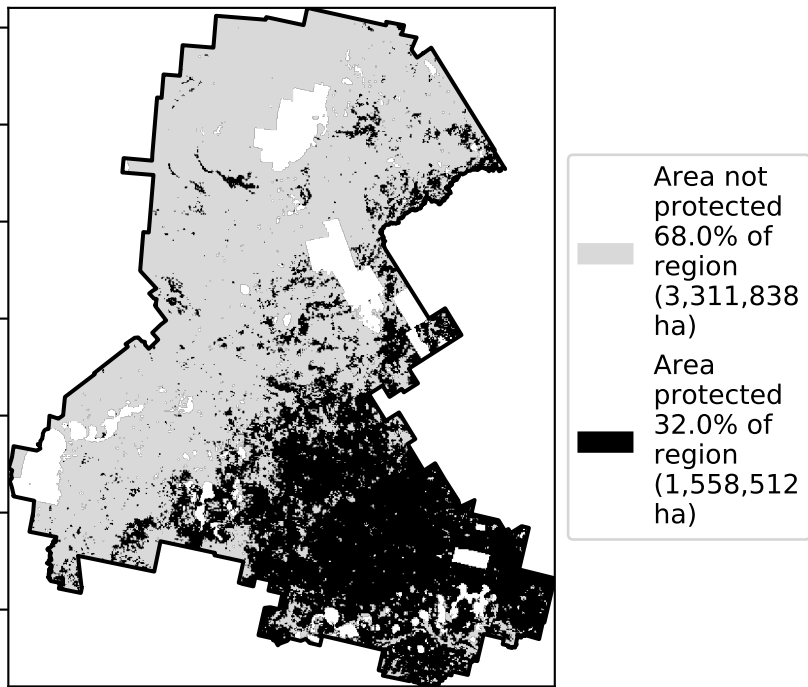 Area not
protected
68.0% of
region
(3,311,838
ha)
Area
protected
32.0% of
region
(1,558,512
ha)